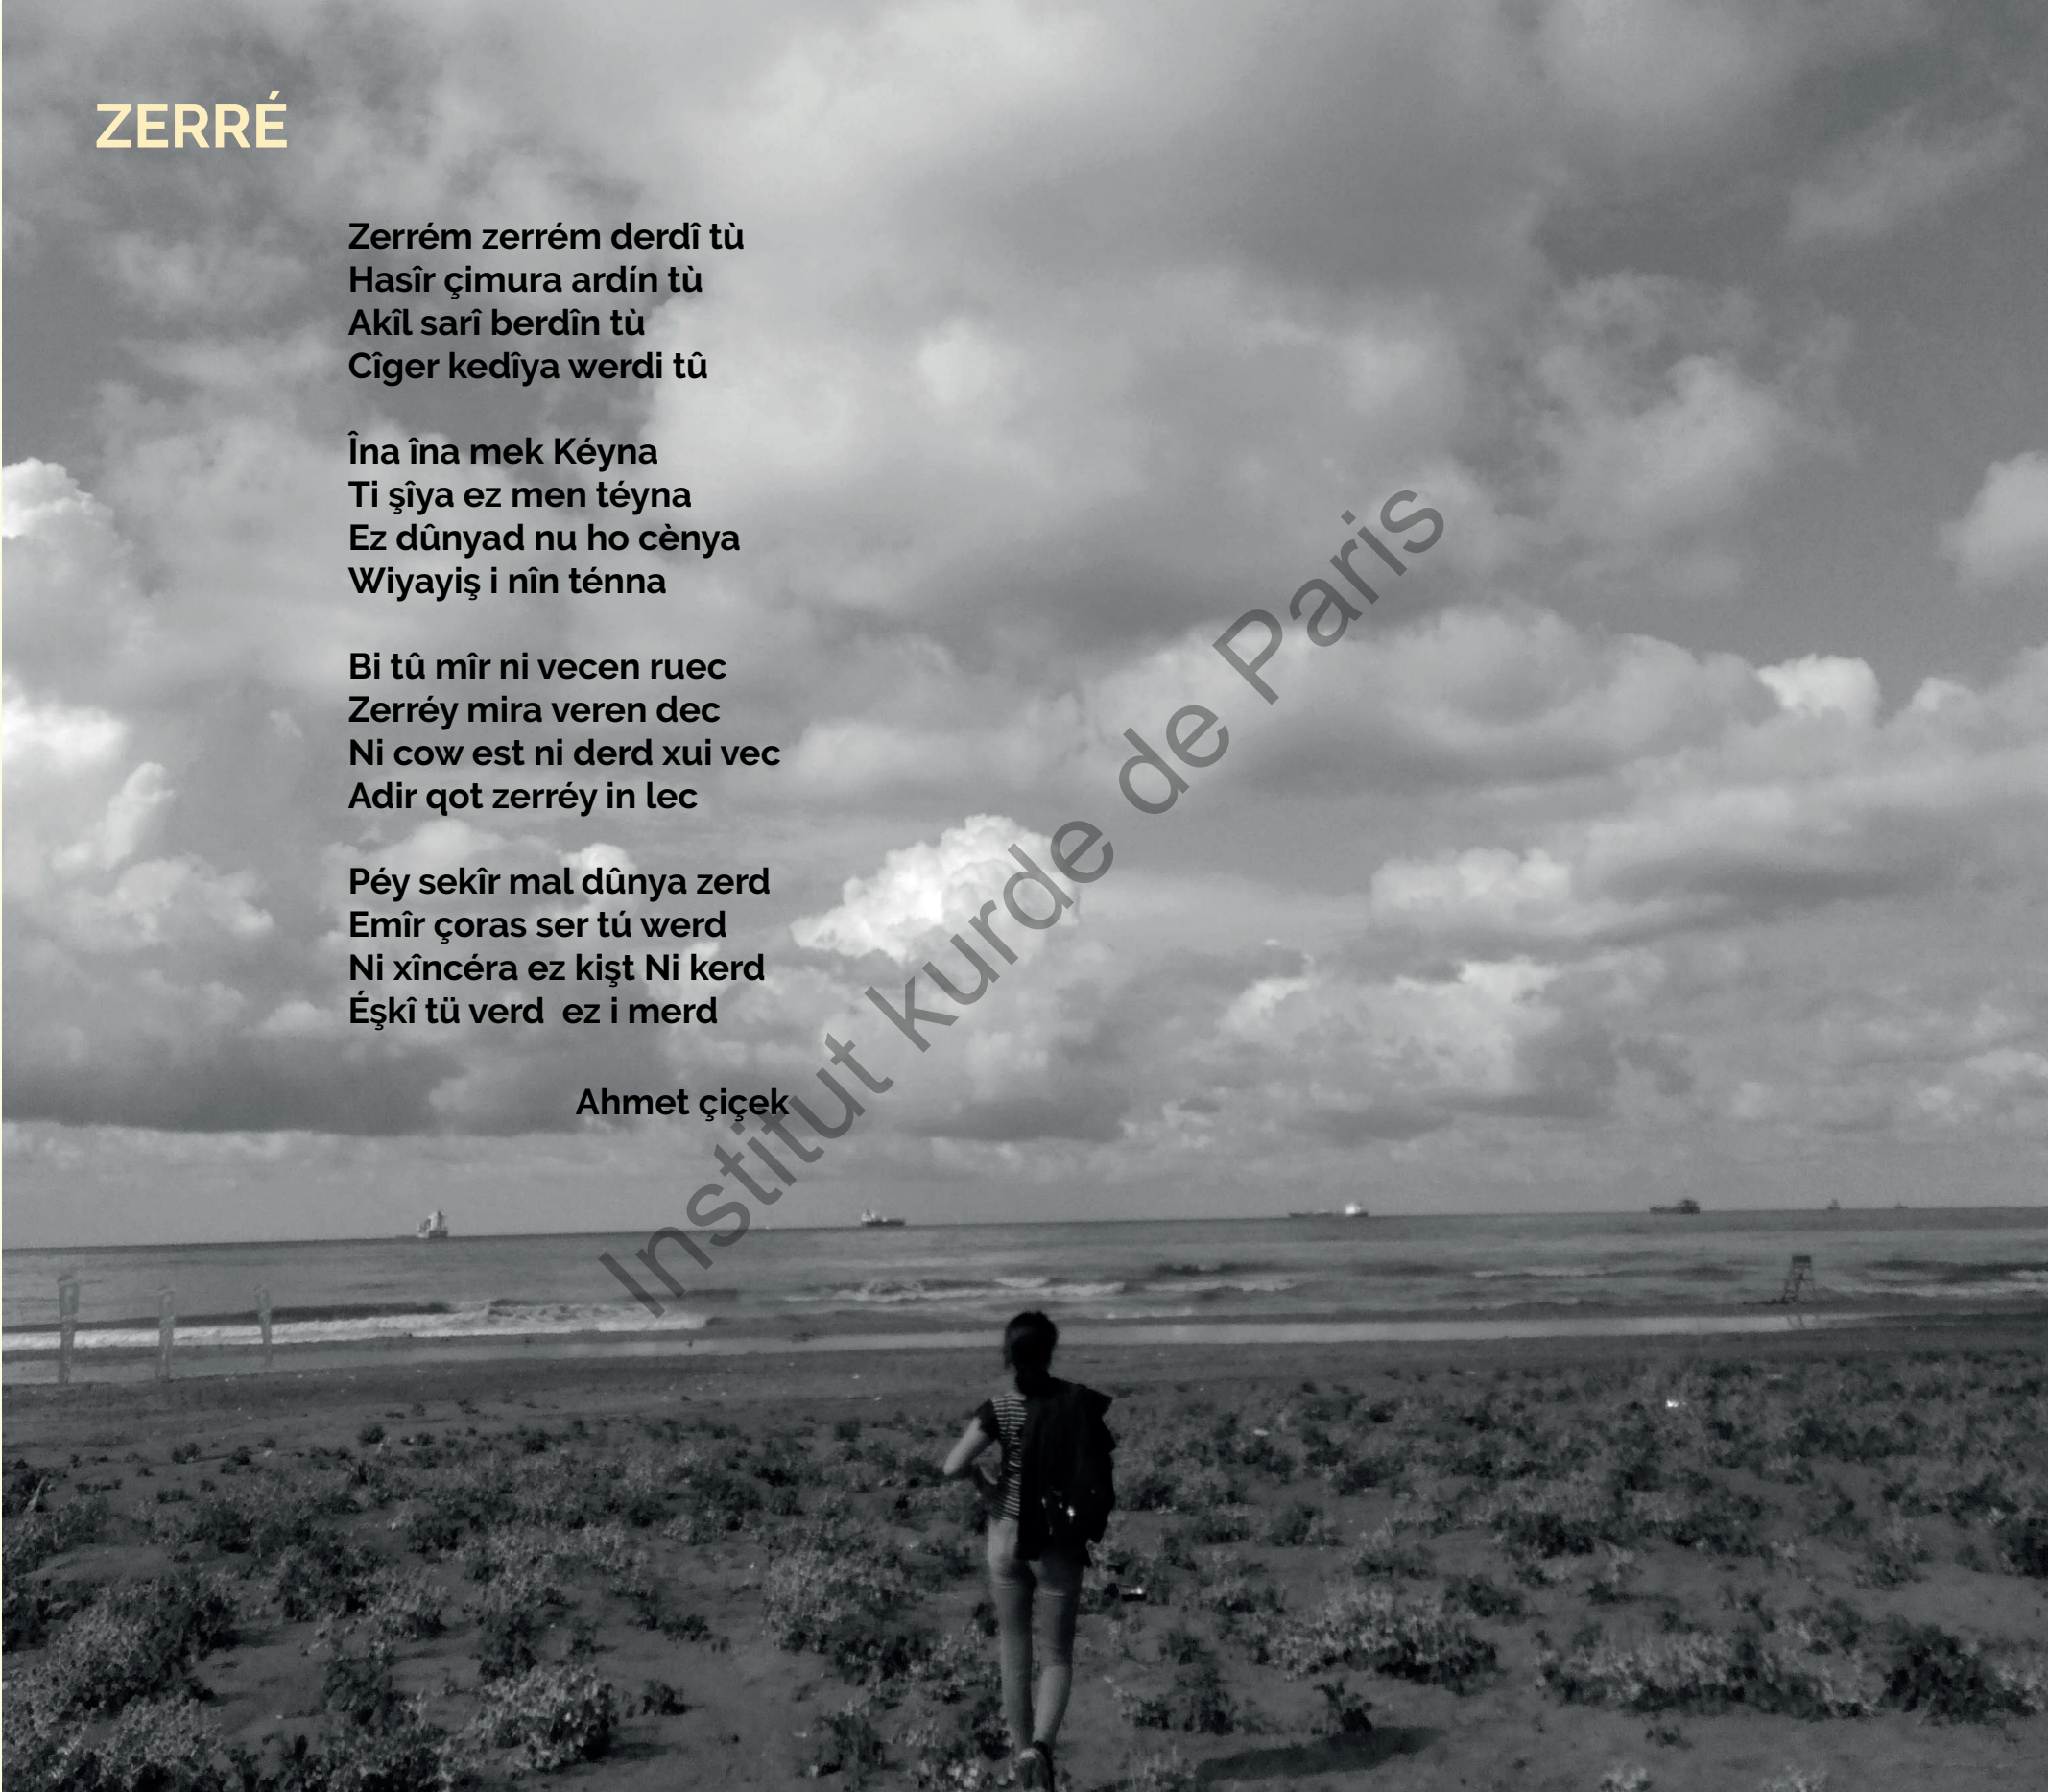 ZERRÉ
Zerrém zerrém derdî tù
Hasîr çimura ardín tù
Akîl sarî berdîn tù
Cîger kedîya werdi tû
Îna îna mek Kéyna
Ti şîya ez men téyna
Ez dûnyad nu ho cènya
Wiyayiş i nîn ténna
Bi tû mîr ni vecen ruec
Zerréy mira veren dec
Ni cow est ni derd xui vec
Adir qot zerréy in lec
Péy sekîr mal dûnya zerd
Emîr çoras ser tú werd
Ni xîncéra ez kişt Ni kerd
Éşkî tü verd  ez i merd
Ahmet çiçek
Institut kurde de Paris